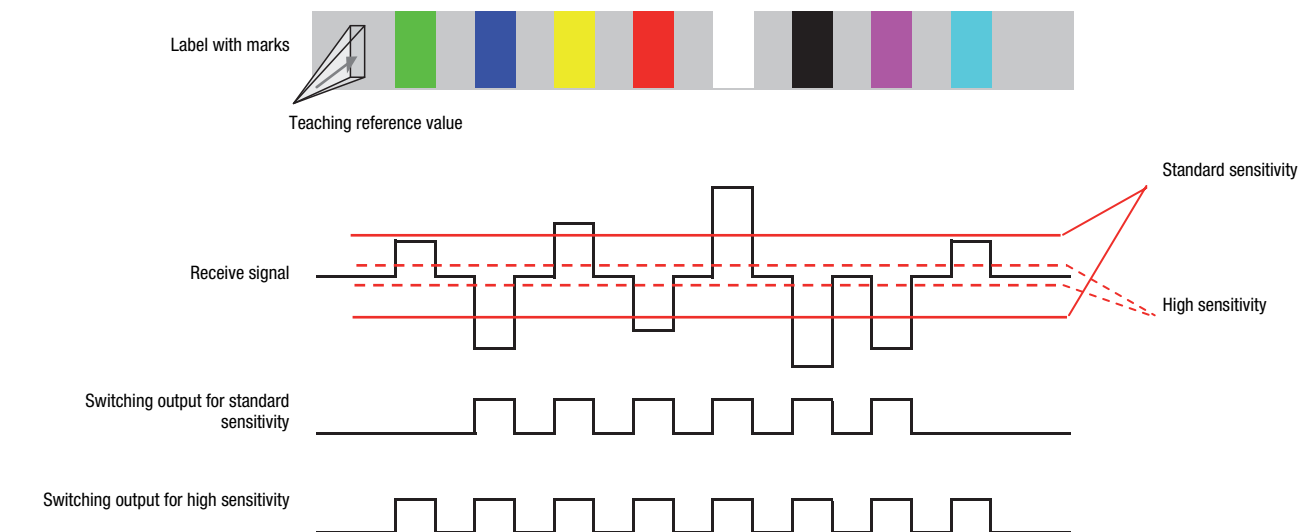 Label with marks
Teaching reference value
Standard sensitivity
Receive signal
High sensitivity
Switching output for standard
sensitivity
Switching output for high sensitivity